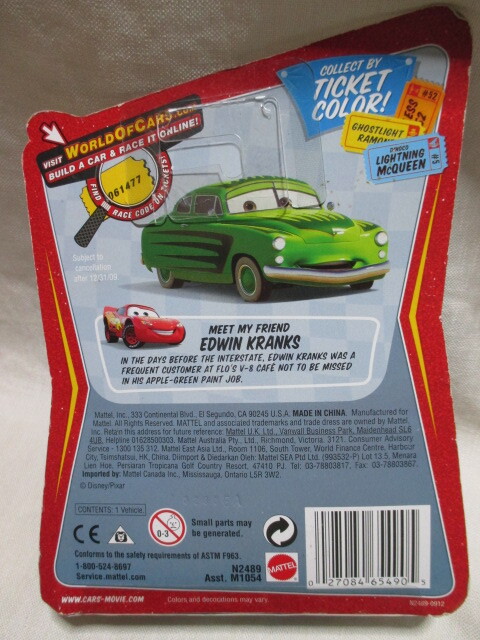 COLLECT BY
TICKET
COLOR!
#52
ESS
GHOSTLIGHT
RAMON
DINOCO
LIGHTNING
McQUEEN
VISIT WORLDOFCARS.COM
BUILD A CAR & RACE IT ONLINE!
061477
FIND RACE CODE ON TICKETS!
Subject to
cancellation
after 12/31/09
MEET MY FRIEND
EDWIN KRANKS
IN THE DAYS BEFORE THE INTERSTATE, EDWIN KRANKS WAS A
FREQUENT CUSTOMER AT FLO'S V-8 CAFÉ NOT TO BE MISSED
IN HIS APPLE-GREEN PAINT JOB.
Mattel, Inc., 333 Continental Blvd., El Segundo, CA 90245 U.S.A. MADE IN CHINA. Manufactured for
Mattel. All Rights Reserved. MATTEL and associated trademarks and trade dress are owned by Mattel,
Inc. Retain this address for future reference: Mattel U.K. Ltd., Vanwall Business Park, Maidenhead SL6
4UB. Helpline 01628500303. Mattel Australia Pty., Ltd., Richmond, Victoria, 3121. Consumer Advisory
Service - 1300 135 312. Mattel East Asia Ltd., Room 1106, South Tower, World Finance Centre, Harbour
City, Tsimshatsui, HK, China. Diimport & Diedarkan Oleh: Mattel SEA Ptd Ltd. (993532-P) Lot 13.5, Menara
Lien Hoe, Persiaran Tropicana Golf Country Resort, 47410 PJ. Tel: 03-78803817, Fax: 03-78803867.
Imported by: Mattel Canada Inc., Mississauga, Ontario L5R 3W2.
© Disney/Pixar
CONTENTS: 1 Vehicle.
CE
0-3
Small parts may
be generated.
Conforms to the safety requirements of ASTM F963.
1-800-524-8697
Service.mattel.com
N2489
Asst. M1054
MATTEL
0 27084 65490 5
WWW.CARS-MOVIE.COM
Colors and decorations may vary.
N2489-0912